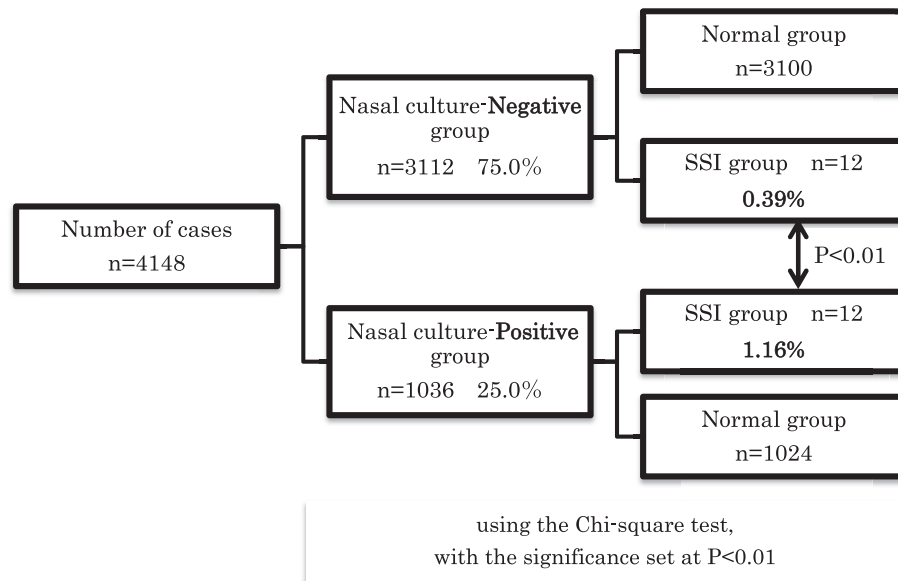 Number of cases
n=4148
Nasal culture-Negative
group
n=3112 75.0%
Normal group
n=3100
SSI group n=12
0.39%
P<0.01
Nasal culture-Positive
group
n=1036 25.0%
SSI group n=12
1.16%
Normal group
n=1024
using the Chi-square test,
with the significance set at P<0.01